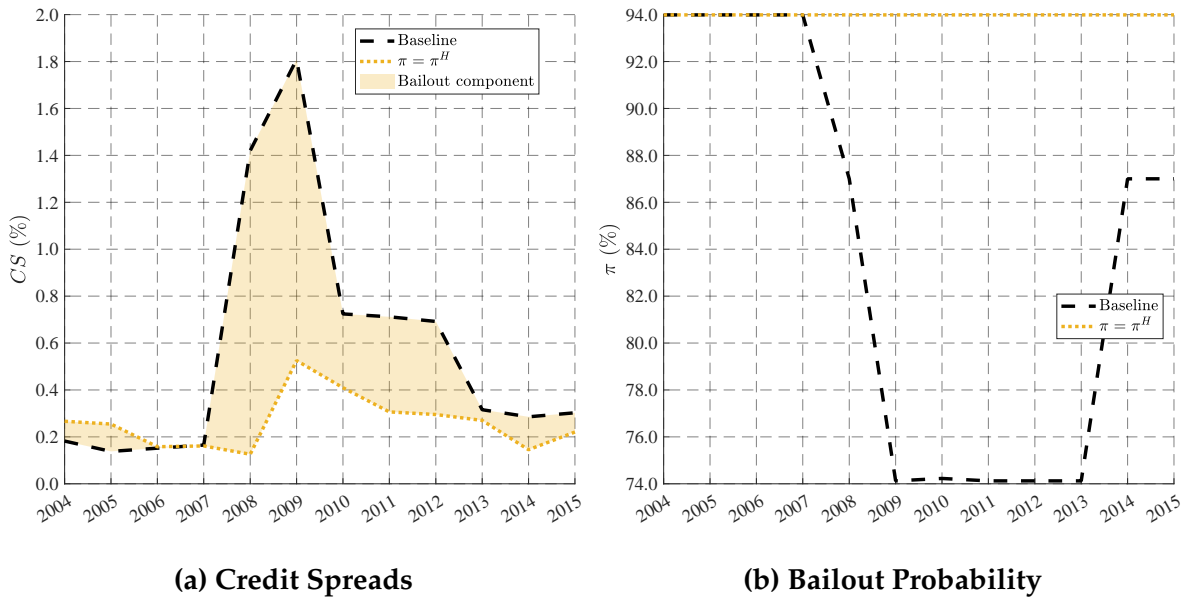 2.0
1.8
1.6
1.4
1.2
1.0
0.8
0.6
0.4
0.2
0.0
CS (%)
Baseline
π = π^H
Bailout component
2004 2005 2006 2007 2008 2009 2010 2011 2012 2013 2014 2015
(a) Credit Spreads
94.0
92.0
90.0
88.0
86.0
84.0
82.0
80.0
78.0
76.0
74.0
π (%)
Baseline
π = π^H
2004 2005 2006 2007 2008 2009 2010 2011 2012 2013 2014 2015
(b) Bailout Probability